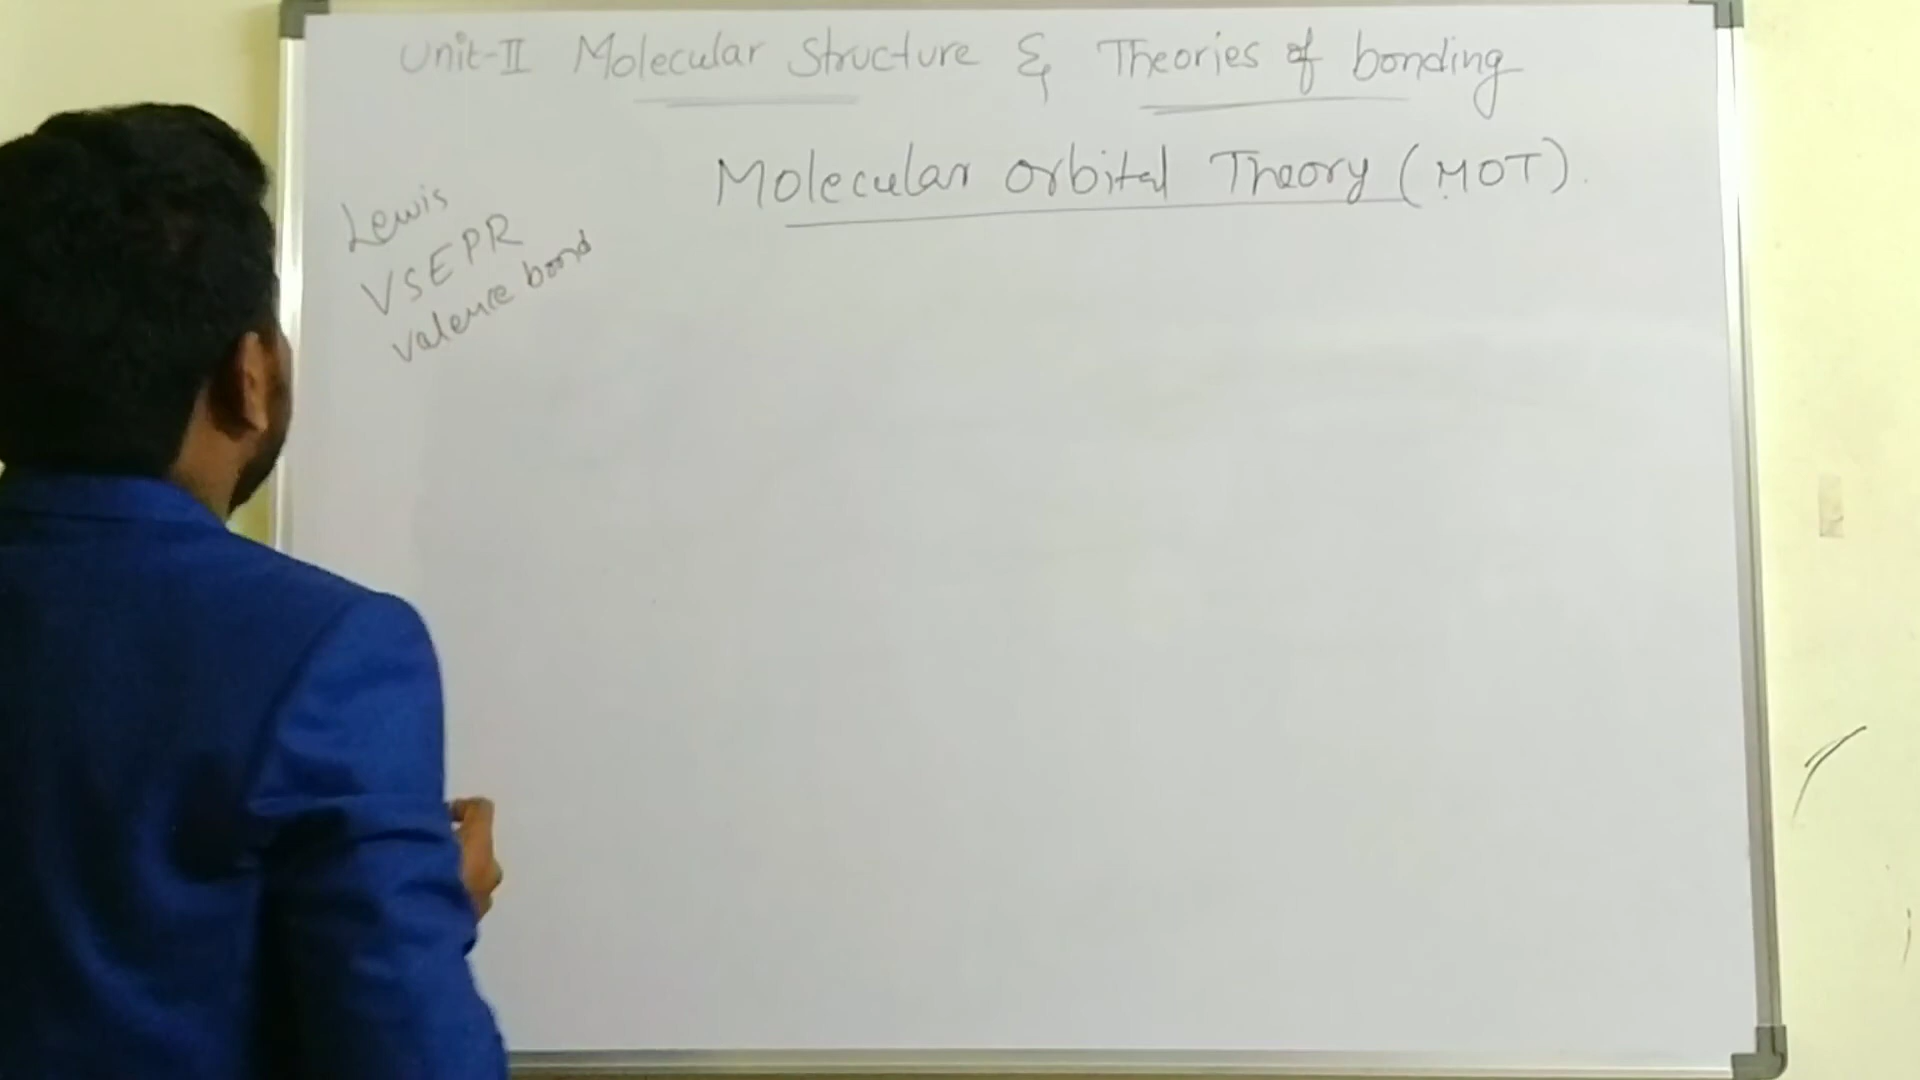 Unit-II Molecular Structure & Theories of bonding
Molecular Orbital Theory (MOT).
Lewis
VSEPR
Valence bond